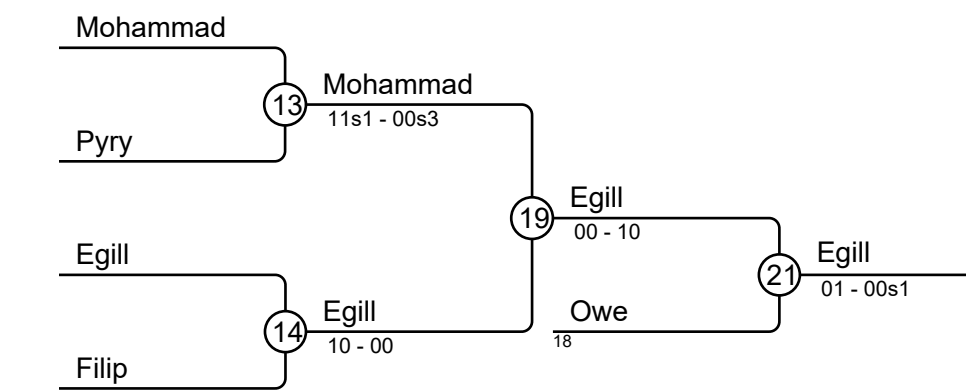 Mohammad
13
Mohammad
11s1 - 00s3
Pyry
19
Egill
00 - 10
Egill
14
Egill
10 - 00
Filip
21
Egill
01 - 00s1
Owe
18